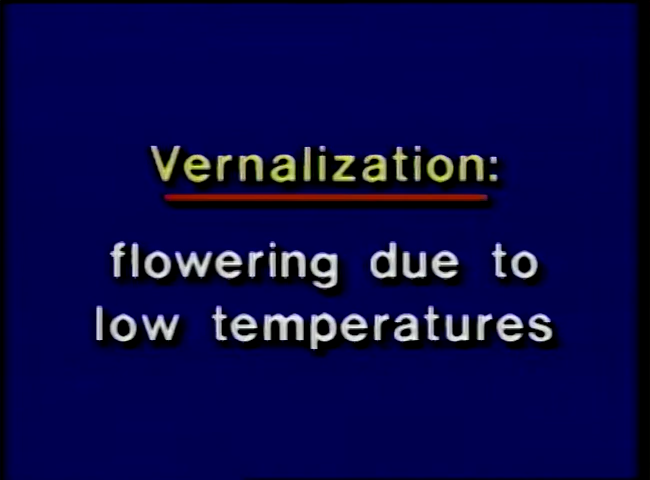 Vernalization:
flowering due to
low temperatures